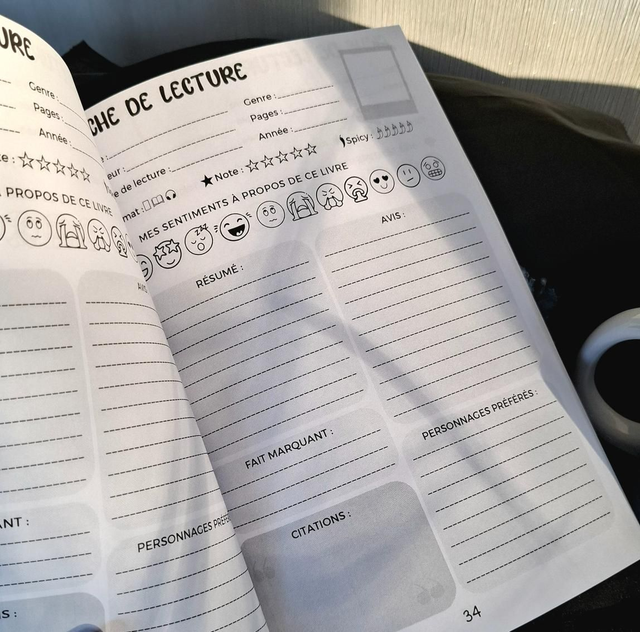 URE
Genre :
Pages :
Année :
e : 
À PROPOS DE CE LIVRE
ANT :
PERSONNAGES PRÉFÉ
S :
CHE DE LECTURE
Genre :
Pages :
eur :
Année :
e de lecture :
Note :
Spicy :
mat :
MES SENTIMENTS À PROPOS DE CE LIVRE
AVIS :
RÉSUMÉ :
PERSONNAGES PRÉFÉRÉS :
FAIT MARQUANT :
CITATIONS :
34